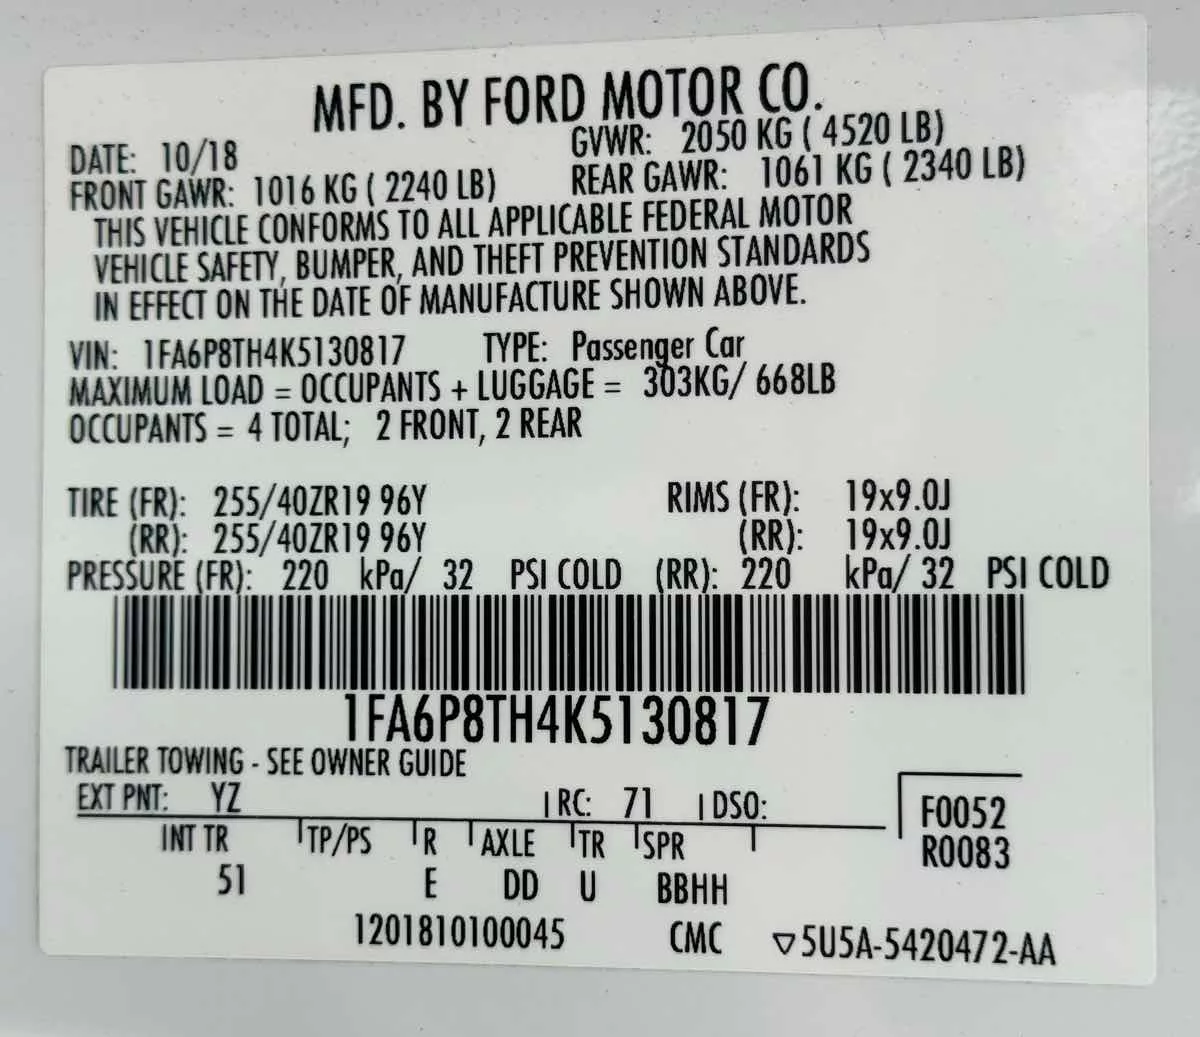 MFD. BY FORD MOTOR CO.
DATE: 10/18 GVWR: 2050 KG ( 4520 LB)
FRONT GAWR: 1016 KG ( 2240 LB) REAR GAWR: 1061 KG ( 2340 LB)
THIS VEHICLE CONFORMS TO ALL APPLICABLE FEDERAL MOTOR
VEHICLE SAFETY, BUMPER, AND THEFT PREVENTION STANDARDS
IN EFFECT ON THE DATE OF MANUFACTURE SHOWN ABOVE.
VIN: 1FA6P8TH4K5130817 TYPE: Passenger Car
MAXIMUM LOAD = OCCUPANTS + LUGGAGE = 303KG/ 668LB
OCCUPANTS = 4 TOTAL; 2 FRONT, 2 REAR
TIRE (FR): 255/40ZR19 96Y RIMS (FR): 19x9.0J
(RR): 255/40ZR19 96Y (RR): 19x9.0J
PRESSURE (FR): 220 kPa/ 32 PSI COLD (RR): 220 kPa/ 32 PSI COLD
1FA6P8TH4K5130817
TRAILER TOWING - SEE OWNER GUIDE
EXT PNT: YZ RC: 71 DSO: F0052
INT TR TP/PS R AXLE TR SPR R0083
51 E DD U BBHH
1201810100045 CMC ▽5U5A-5420472-AA